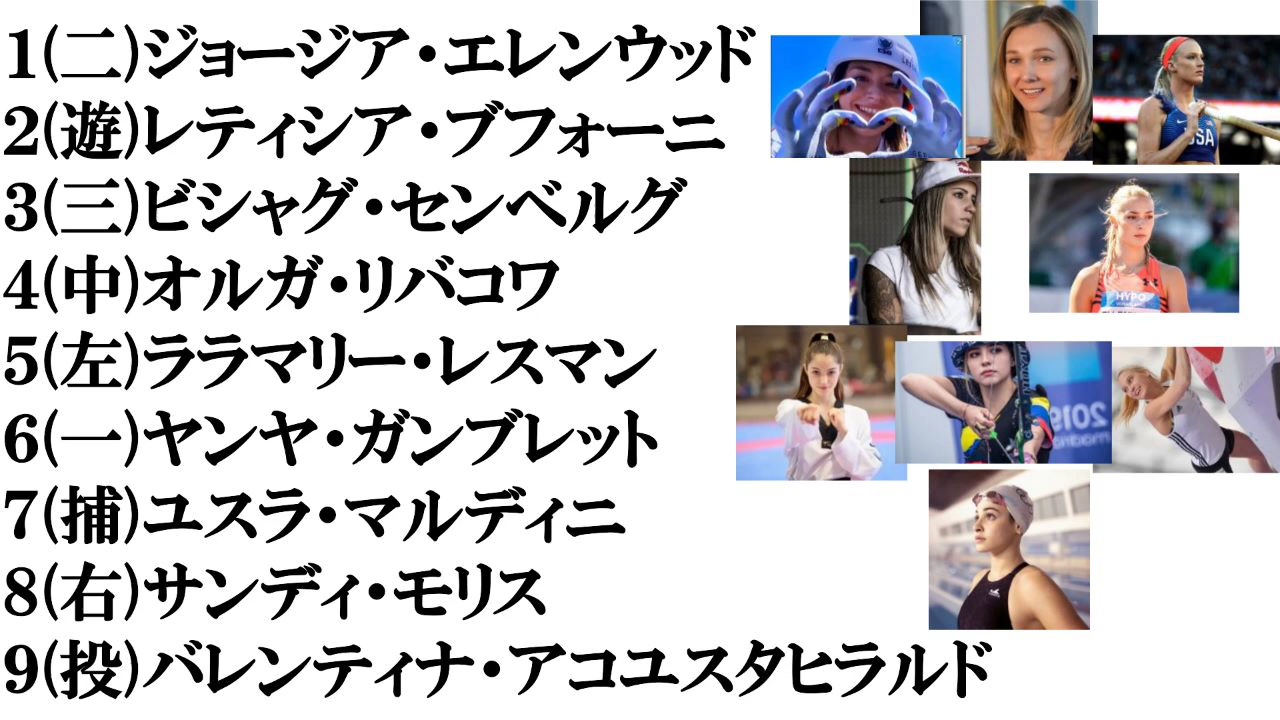 1(二)ジョージア・エレンウッド
2(遊)レティシア・ブフォーニ
3(三)ビシャグ・センベルグ
4(中)オルガ・リバコワ
5(左)ララマリー・レスマン
6(一)ヤンヤ・ガンブレット
7(捕)ユスラ・マルディニ
8(右)サンディ・モリス
9(投)バレンティナ・アコユスタヒラルド
USA
HYPO
2019